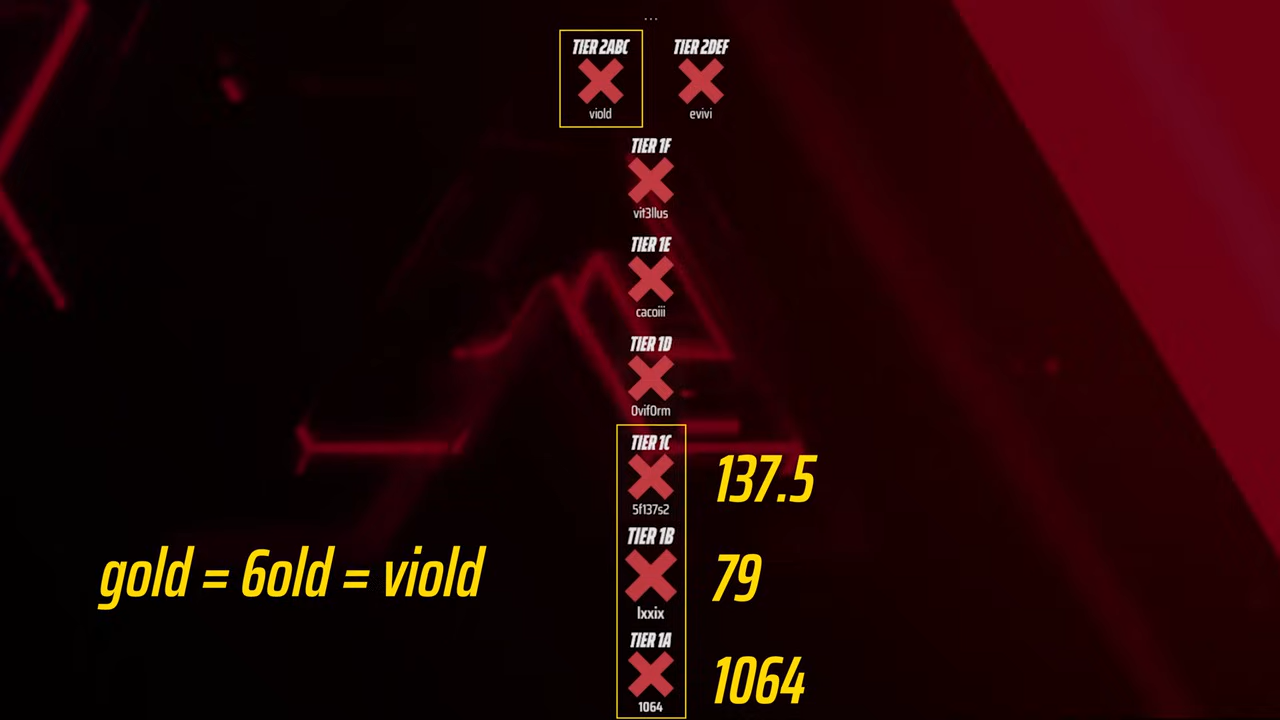 ...
TIER 2ABC TIER 2DEF
viold evivi
TIER 1F
vit3llus
TIER 1E
cacoiii
TIER 1D
0vif0rm
TIER 1C
5f137s2
137.5
TIER 1B
lxxix
79
gold = 6old = viold
TIER 1A
1064
1064